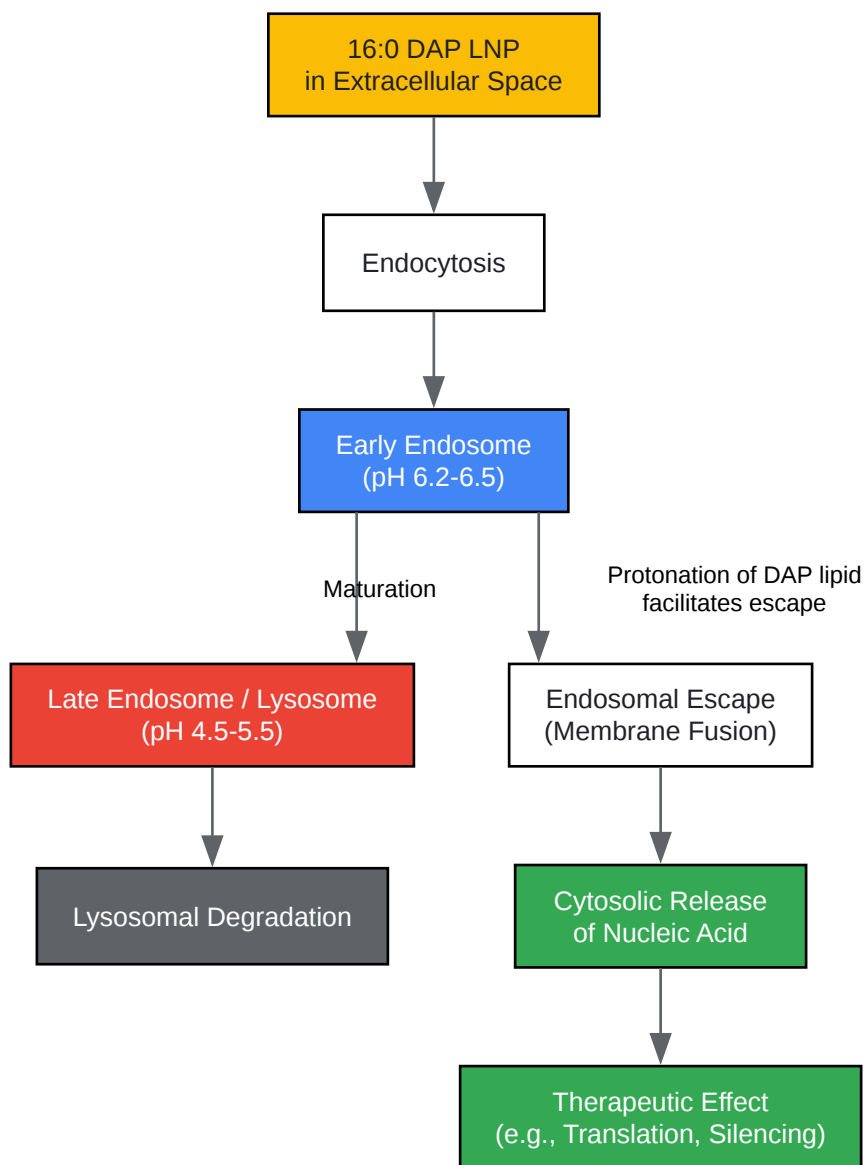 16:0 DAP LNP
in Extracellular Space
Endocytosis
Early Endosome
(pH 6.2-6.5)
Maturation
Protonation of DAP lipid
facilitates escape
Late Endosome / Lysosome
(pH 4.5-5.5)
Endosomal Escape
(Membrane Fusion)
Lysosomal Degradation
Cytosolic Release
of Nucleic Acid
Therapeutic Effect
(e.g., Translation, Silencing)